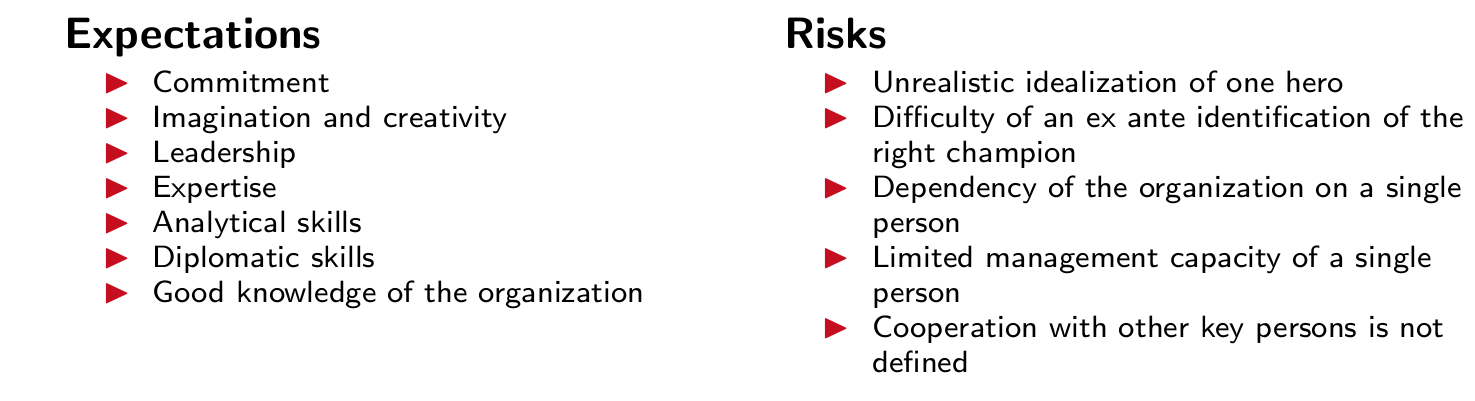 Expectations
Commitment
Imagination and creativity
Leadership
Expertise
Analytical skills
Diplomatic skills
Good knowledge of the organization
Risks
Unrealistic idealization of one hero
Difficulty of an ex ante identification of the
right champion
Dependency of the organization on a single
person
Limited management capacity of a single
person
Cooperation with other key persons is not
defined